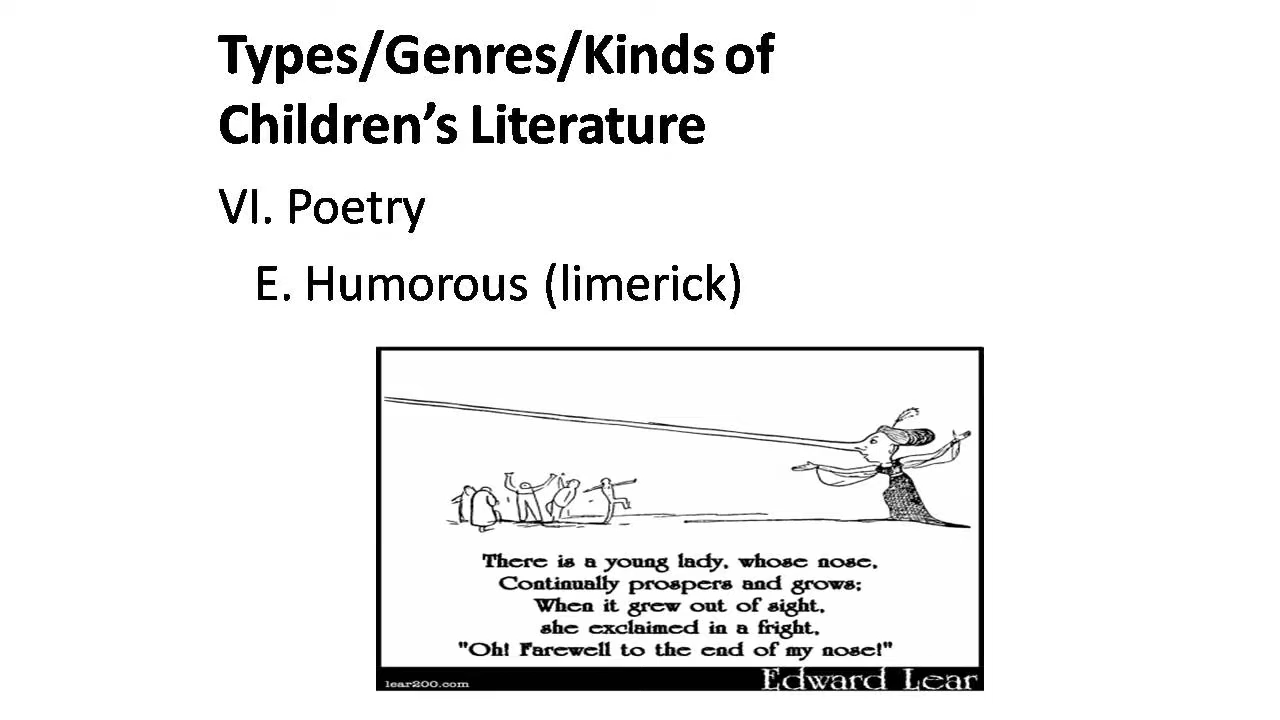 Types/Genres/Kinds of
Children’s Literature
VI. Poetry
E. Humorous (limerick)
There is a young lady, whose nose,
Continually prospers and grows;
When it grew out of sight,
she exclaimed in a fright,
"Oh! Farewell to the end of my nose!"
lear200.com
Edward Lear